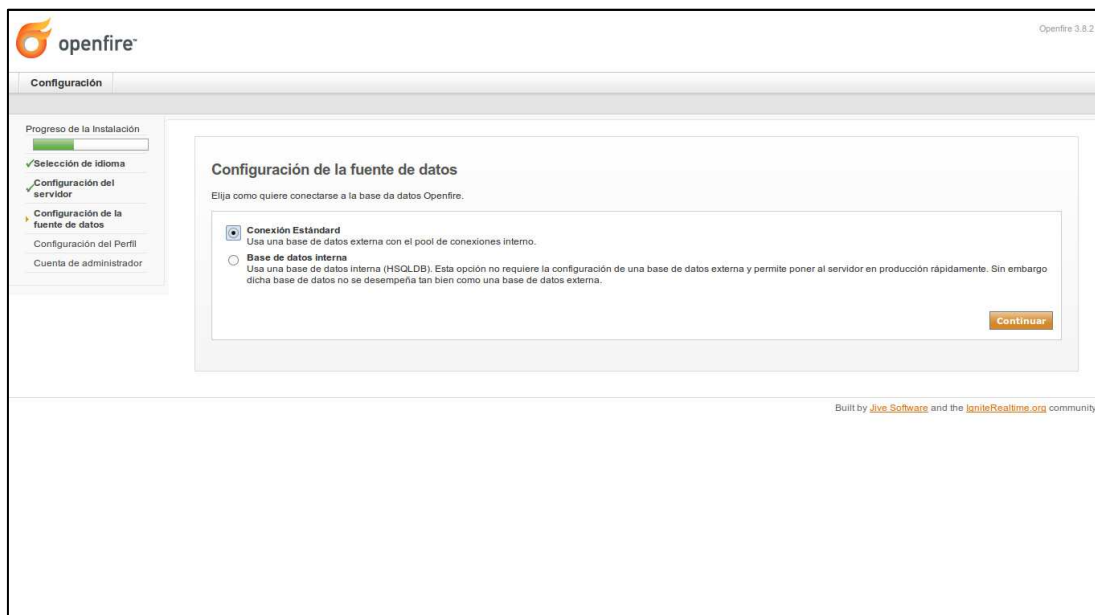 openfire™
Openfire 3.8.2
Configuración
Progreso de la Instalación
Selección de idioma
Configuración del
servidor
Configuración de la
fuente de datos
Configuración del Perfil
Cuenta de administrador
Configuración de la fuente de datos
Elija como quiere conectarse a la base da datos Openfire.
Conexión Estándard
Usa una base de datos externa con el pool de conexiones interno.
Base de datos interna
Usa una base de datos interna (HSQLDB). Esta opción no requiere la configuración de una base de datos externa y permite poner al servidor en producción rápidamente. Sin embargo
dicha base de datos no se desempeña tan bien como una base de datos externa.
Continuar
Built by Jive Software and the IgniteRealtime.org community